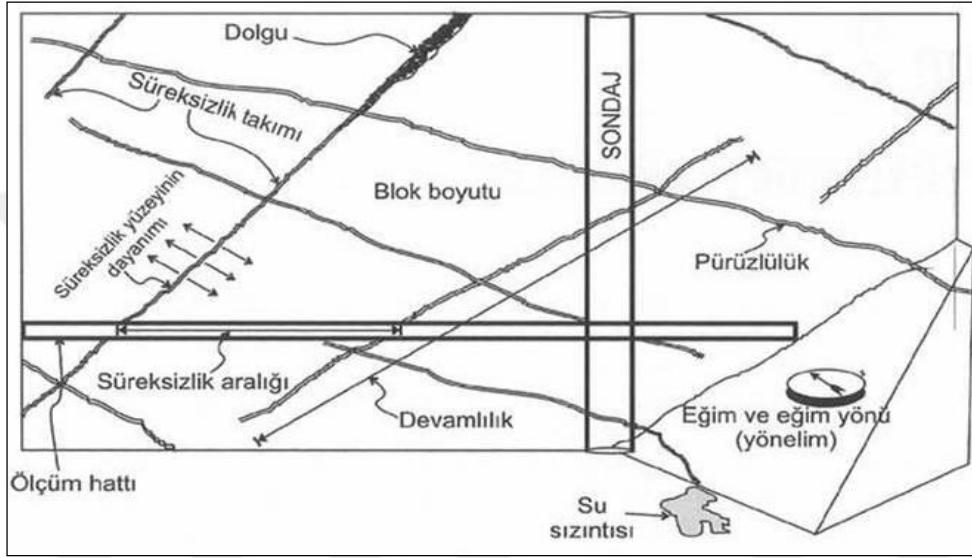 Dolgu
Süreksizlik takımı
SONDAJ
Blok boyutu
Süreksizlik yüzeyinin
dayanımı
Pürüzlülük
Süreksizlik aralığı
Devamlılık
Eğim ve eğim yönü
(yönelim)
Ölçüm hattı
Su
sızıntısı